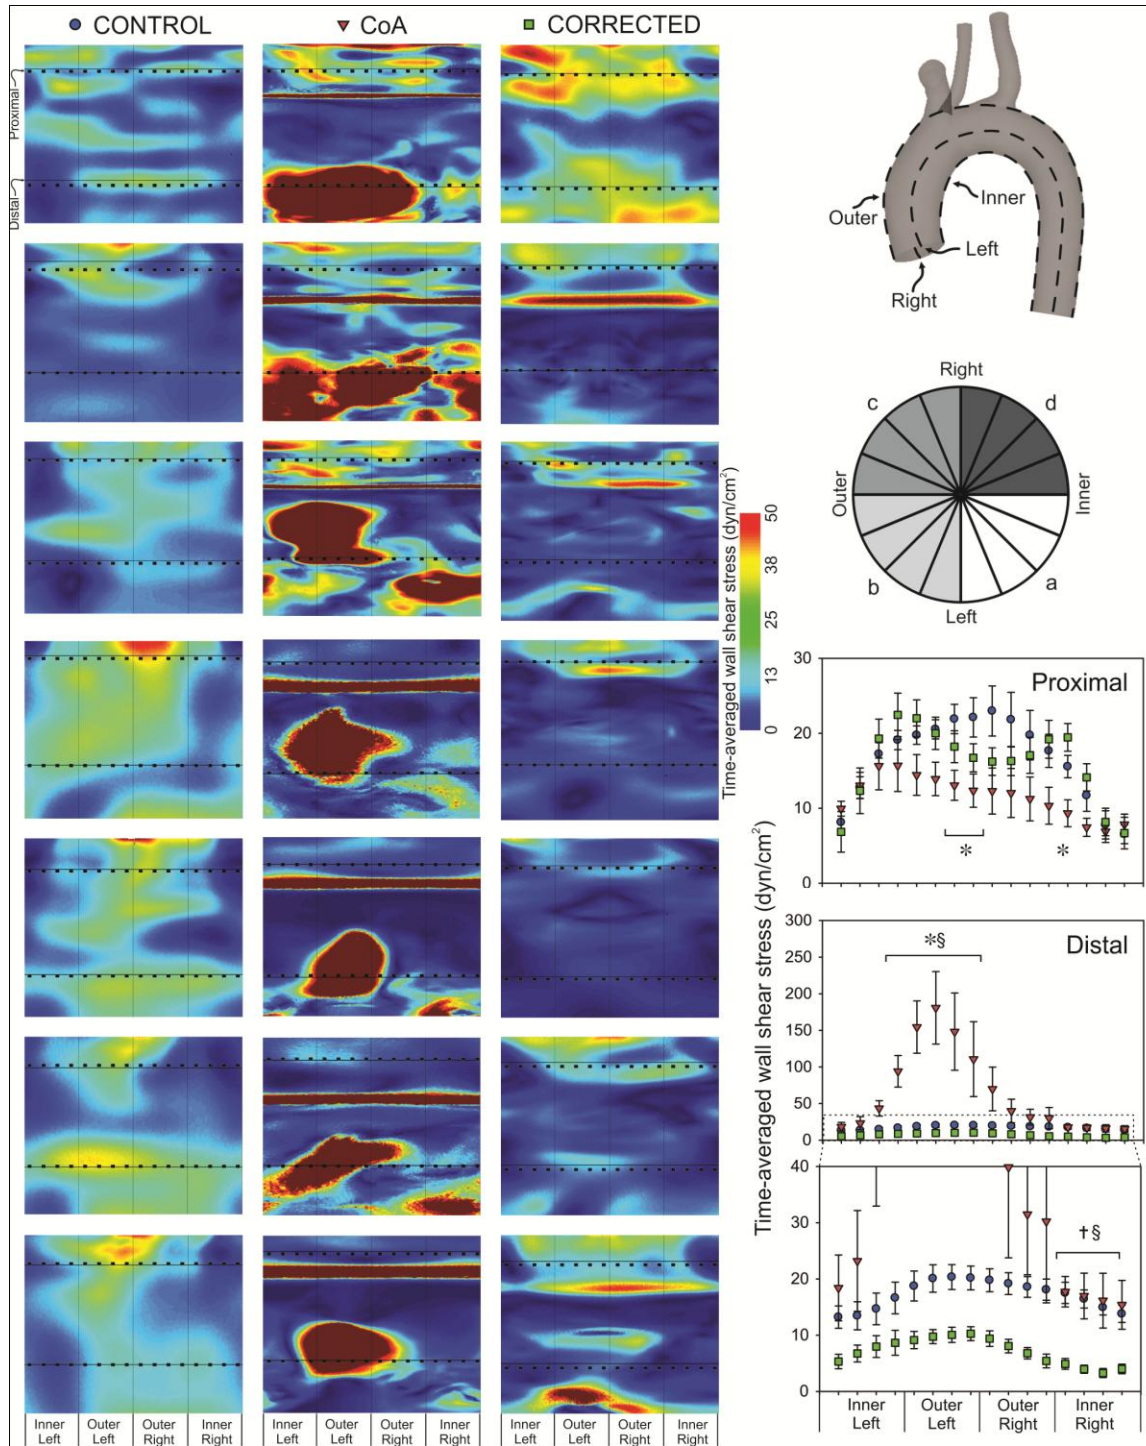 CONTROL
CoA
CORRECTED
Proximal
Distal
Time-averaged wall shear stress (dyn/cm²)
50
38
25
13
0
Inner Left
Outer Left
Outer Right
Inner Right
Inner Left
Outer Left
Outer Right
Inner Right
Inner Left
Outer Left
Outer Right
Inner Right
Outer
Inner
Left
Right
Right
c
d
Outer
Inner
b
a
Left
Time-averaged wall shear stress (dyn/cm²)
30
Proximal
20
10
0
*
*
300
Distal
250
200
150
100
50
0
*§
40
30
20
10
0
†§
Inner Left
Outer Left
Outer Right
Inner Right